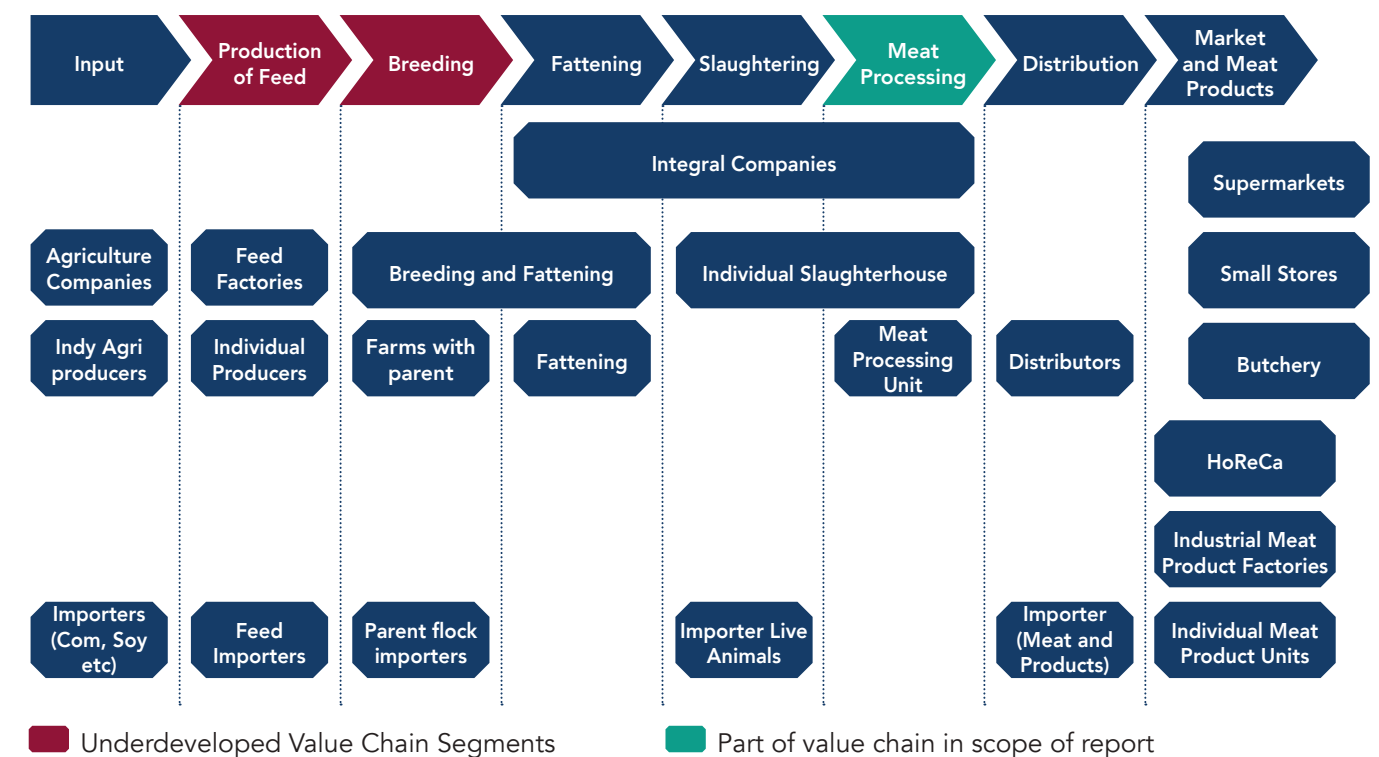 Input
Production
of Feed
Breeding
Fattening
Slaughtering
Meat
Processing
Distribution
Market
and Meat
Products
Integral Companies
Supermarkets
Agriculture
Companies
Feed
Factories
Breeding and Fattening
Individual Slaughterhouse
Small Stores
Indy Agri
producers
Individual
Producers
Farms with
parent
Fattening
Meat
Processing
Unit
Distributors
Butchery
HoReCa
Industrial Meat
Product Factories
Importers
(Com, Soy
etc)
Feed
Importers
Parent flock
importers
Importer Live
Animals
Importer
(Meat and
Products)
Individual Meat
Product Units
Underdeveloped Value Chain Segments
Part of value chain in scope of report